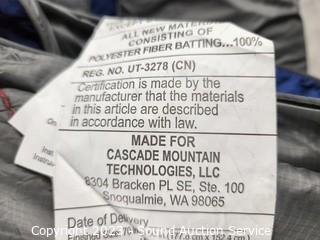 ALL NEW MATERIAL
CONSISTING OF
POLYESTER FIBER BATTING...100%
REG. NO. UT-3278 (CN)
Certification is made by the
manufacturer that the materials
in this article are described
in accordance with law.
MADE FOR
CASCADE MOUNTAIN
TECHNOLOGIES, LLC
8304 Bracken PL SE, Ste. 100
Snoqualmie, WA 98065
Date of Delivery
Copyright 2023 - Sound Auction Service